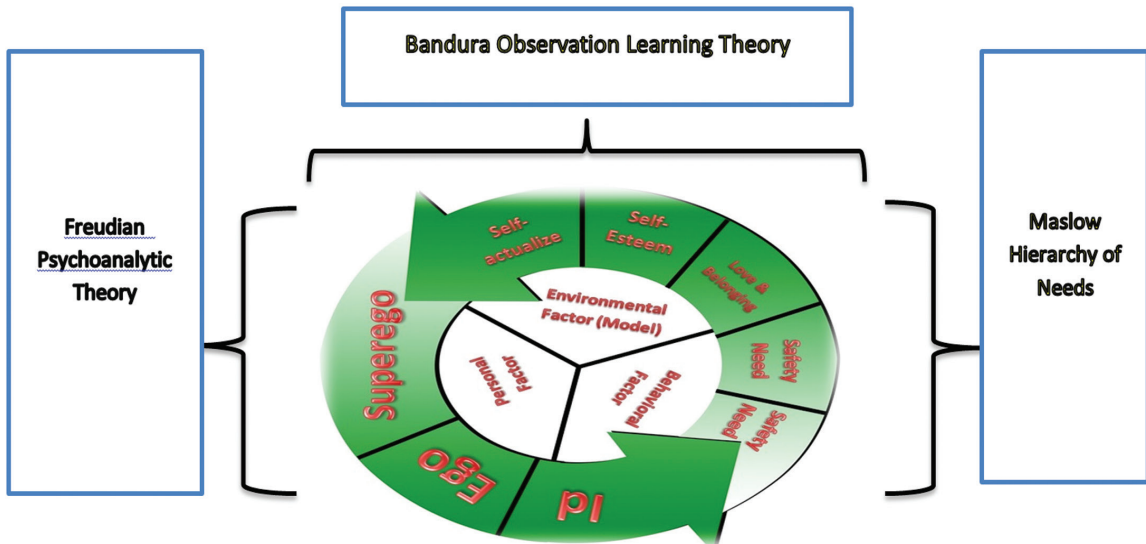 Bandura Observation Learning Theory
Freudian
Psychoanalytic
Theory
Maslow
Hierarchy of
Needs
Self-
actualize
Self-
Esteem
Love &
Belonging
Safety
Need
Safety
Need
Environmental
Factor (Model)
Personal
Factor
Behavioral
Factor
Superego
Ego
Id